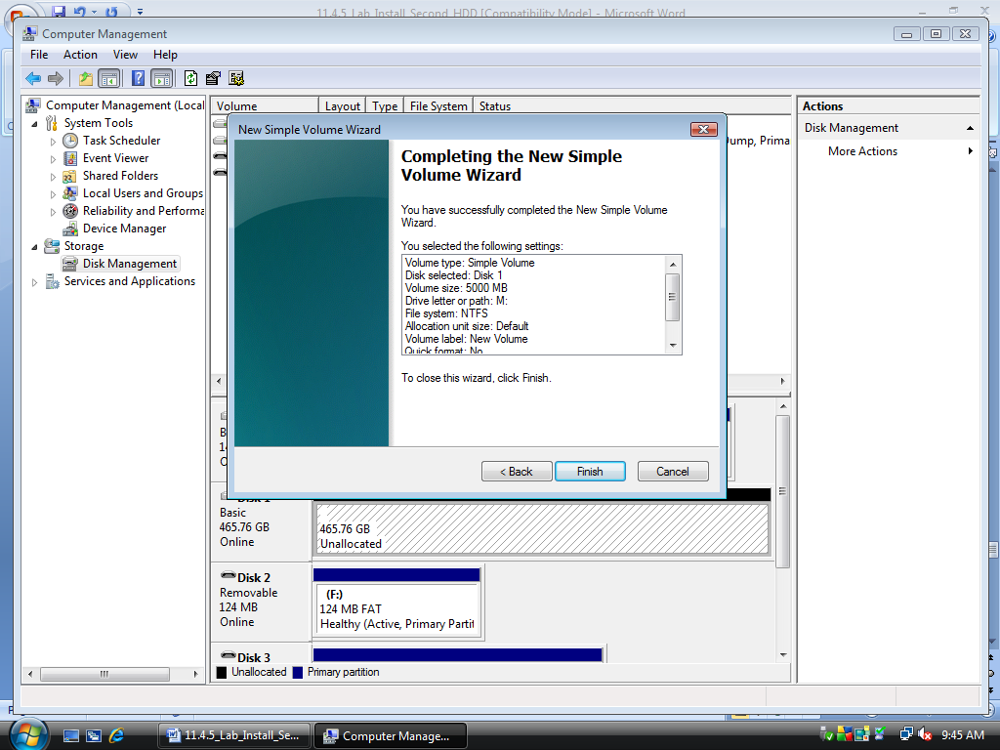 11.4.5_Lab_Install_Second_HDD [Compatibility Mode] - Microsoft Word
Computer Management
File Action View Help
Computer Management (Local
System Tools
Task Scheduler
Event Viewer
Shared Folders
Local Users and Groups
Reliability and Performa
Device Manager
Storage
Disk Management
Services and Applications
Volume Layout Type File System Status
ump, Prima
Actions
Disk Management
More Actions
New Simple Volume Wizard
Completing the New Simple
Volume Wizard
You have successfully completed the New Simple Volume
Wizard.
You selected the following settings:
Volume type: Simple Volume
Disk selected: Disk 1
Volume size: 5000 MB
Drive letter or path: M:
File system: NTFS
Allocation unit size: Default
Volume label: New Volume
Quick format: No
To close this wizard, click Finish.
< Back Finish Cancel
Disk 1
Basic
465.76 GB
Online
465.76 GB
Unallocated
Disk 2
Removable
124 MB
Online
(F:)
124 MB FAT
Healthy (Active, Primary Partit
Disk 3
Unallocated Primary partition
11.4.5_Lab_Install_Se...
Computer Manage...
9:45 AM